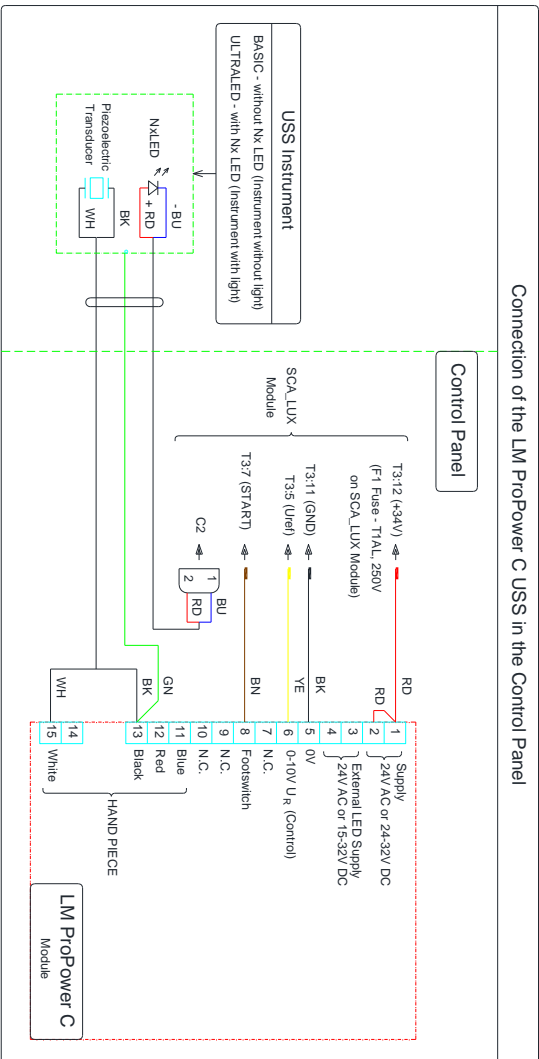 Connection of the LM ProPower C USS in the Control Panel
USS Instrument
BASIC - without Nx LED (Instrument without light)
ULTRALED - with Nx LED (Instrument with light)
Control Panel
NxLED
- BU
+ RD
Piezoelectric
Transducer
BK
WH
SCA_LUX
Module
T3:12 (+34V)
(F1 Fuse - T1AL, 250V
on SCA_LUX Module)
T3:11 (GND)
T3:5 (Uref)
T3:7 (START)
C2
1
2
BU
RD
RD
RD
BK
YE
BN
GN
BK
WH
1
2
3
4
5
6
7
8
9
10
11
12
13
14
15
Supply
24V AC or 24-32V DC
External LED Supply
24V AC or 15-32V DC
0V
0-10V U R (Control)
N.C.
Footswitch
N.C.
N.C.
Blue
Red
Black
White
HAND PIECE
LM ProPower C
Module